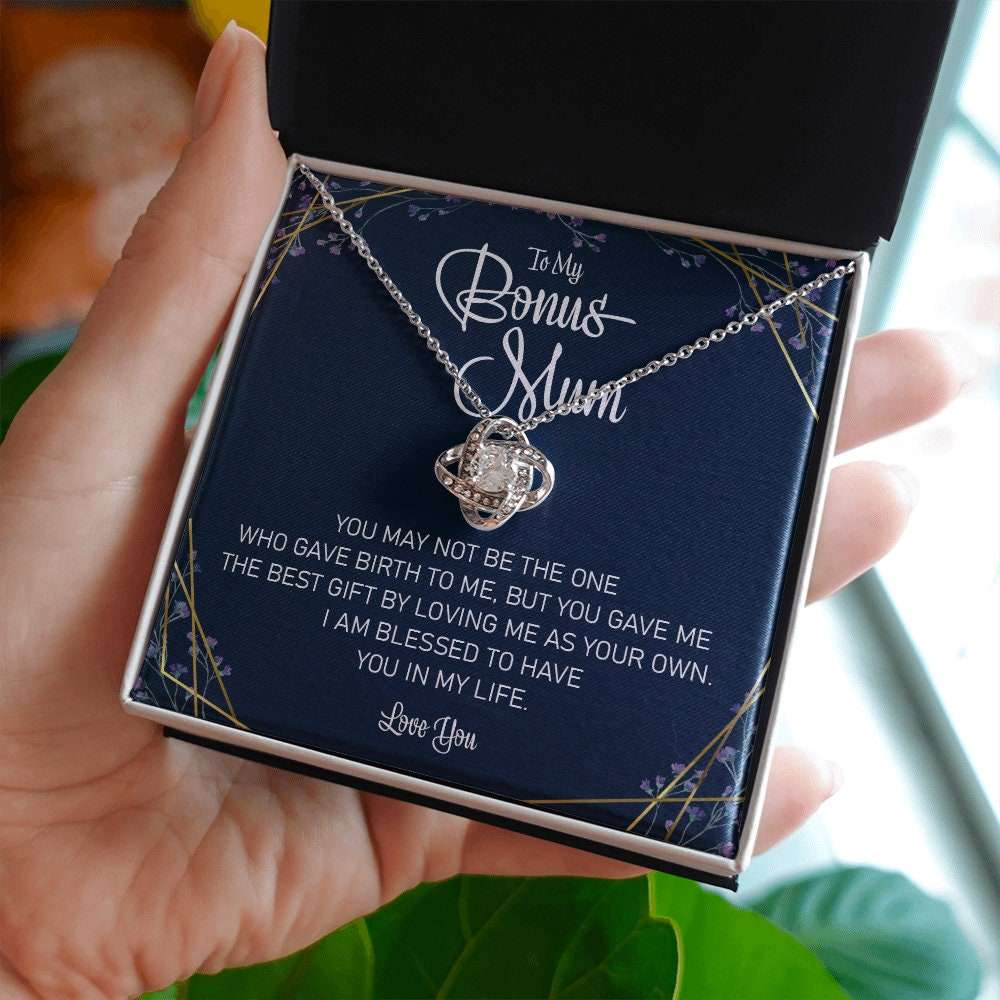 To My
Bonus
Mum
YOU MAY NOT BE THE ONE
WHO GAVE BIRTH TO ME, BUT YOU GAVE ME
THE BEST GIFT BY LOVING ME AS YOUR OWN.
I AM BLESSED TO HAVE
YOU IN MY LIFE.
Love You